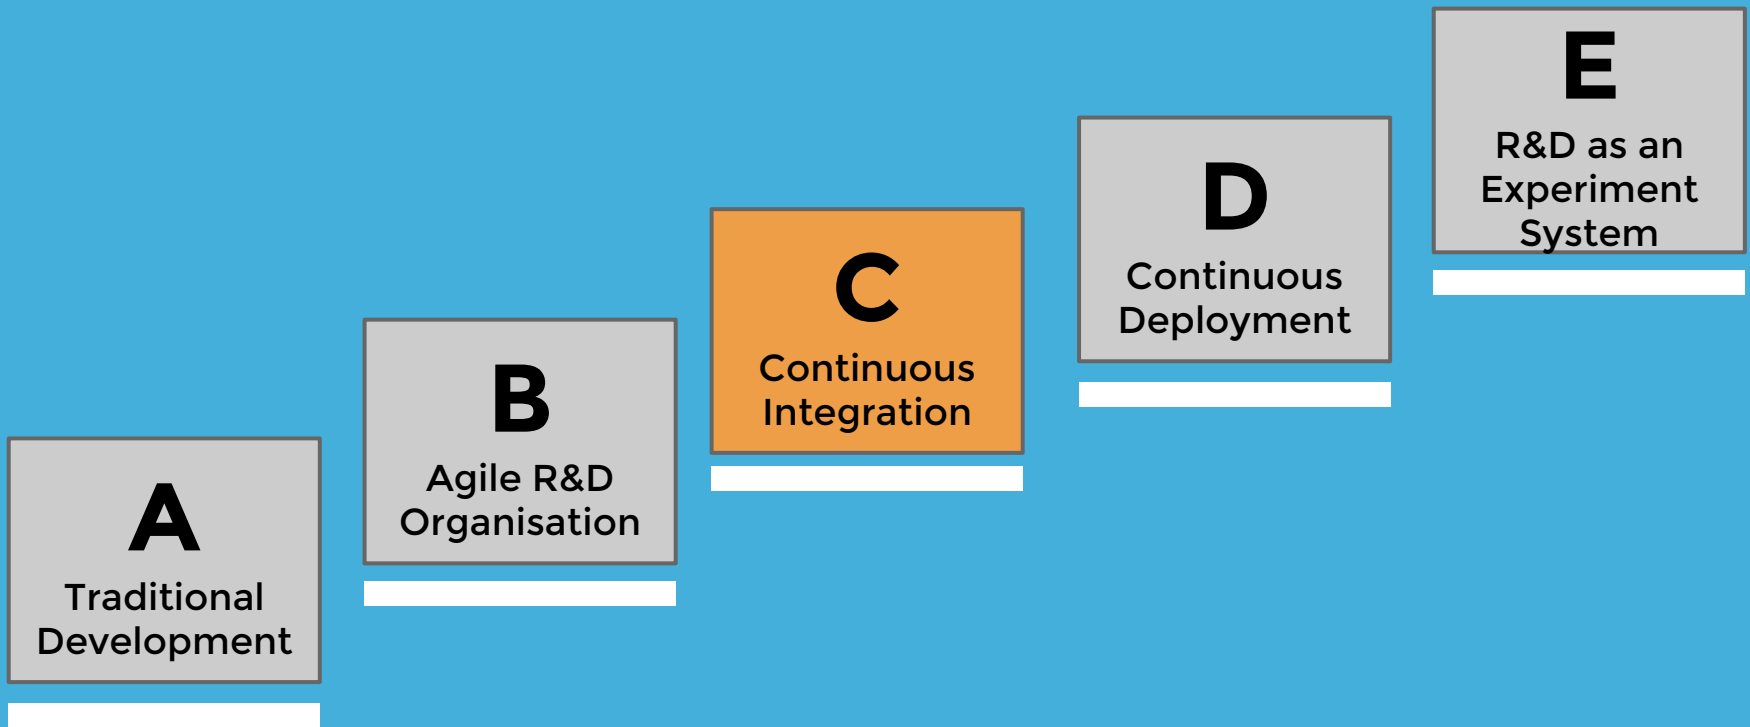 A
Traditional
Development
B
Agile R&D
Organisation
C
Continuous
Integration
D
Continuous
Deployment
E
R&D as an
Experiment
System